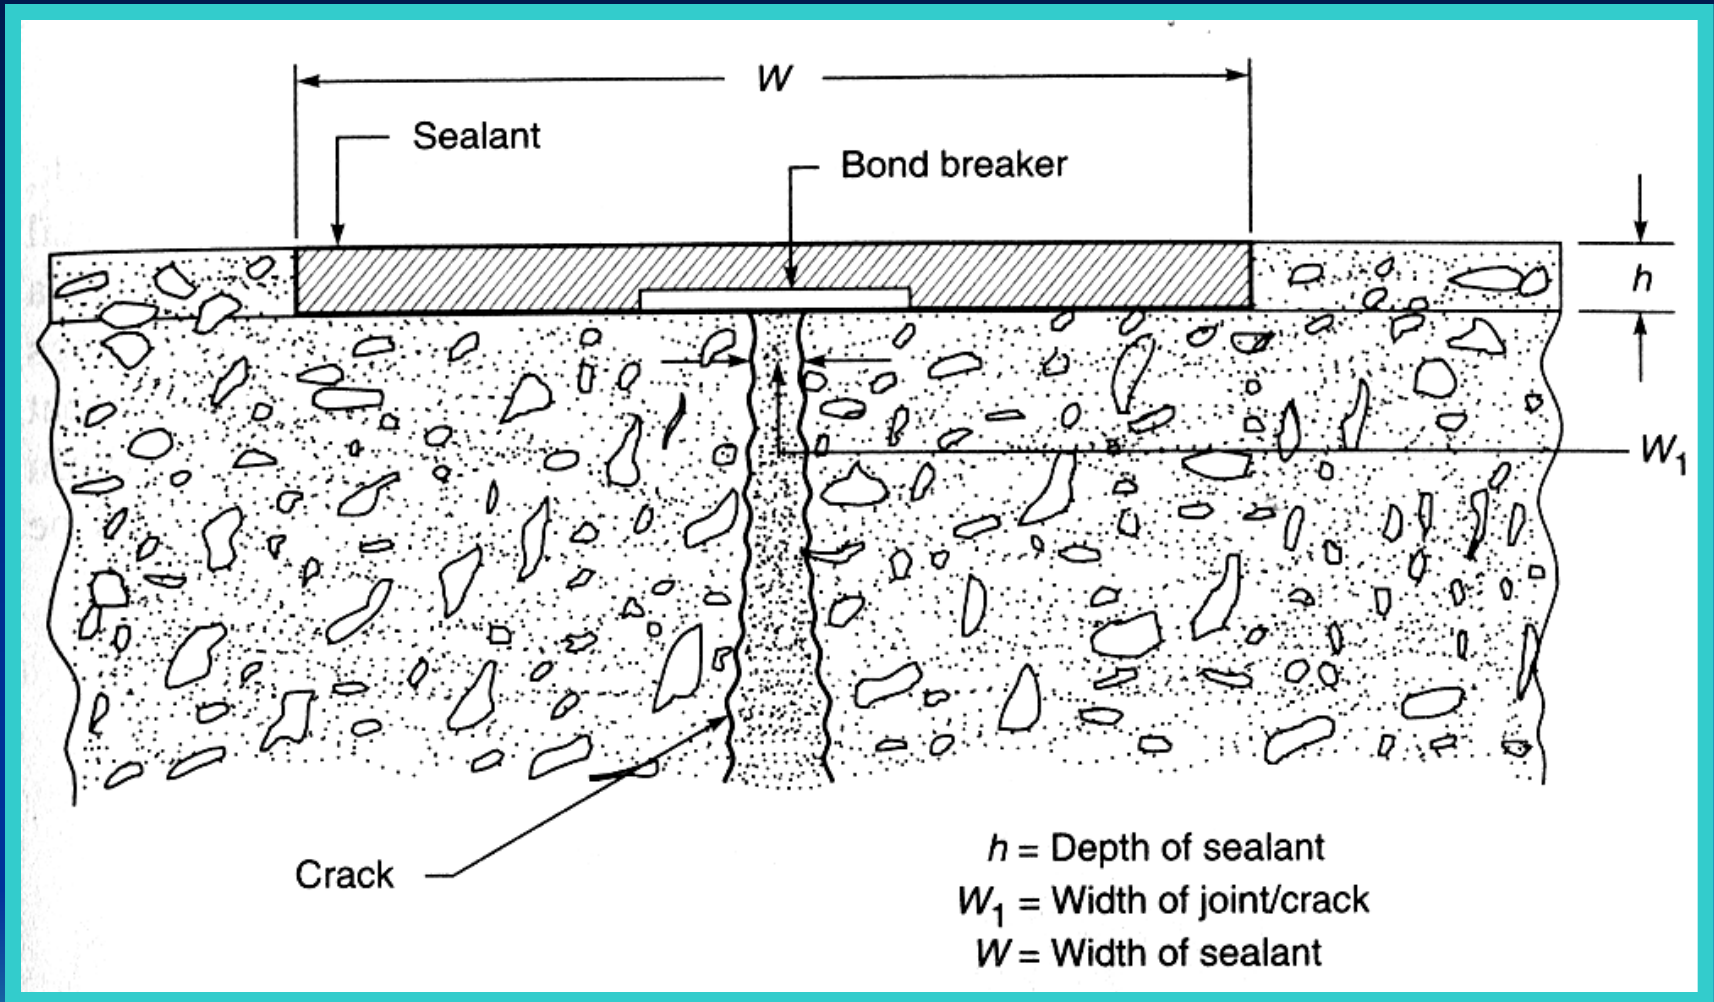 W
Sealant
Bond breaker
h
W₁
Crack
h = Depth of sealant
W₁ = Width of joint/crack
W = Width of sealant